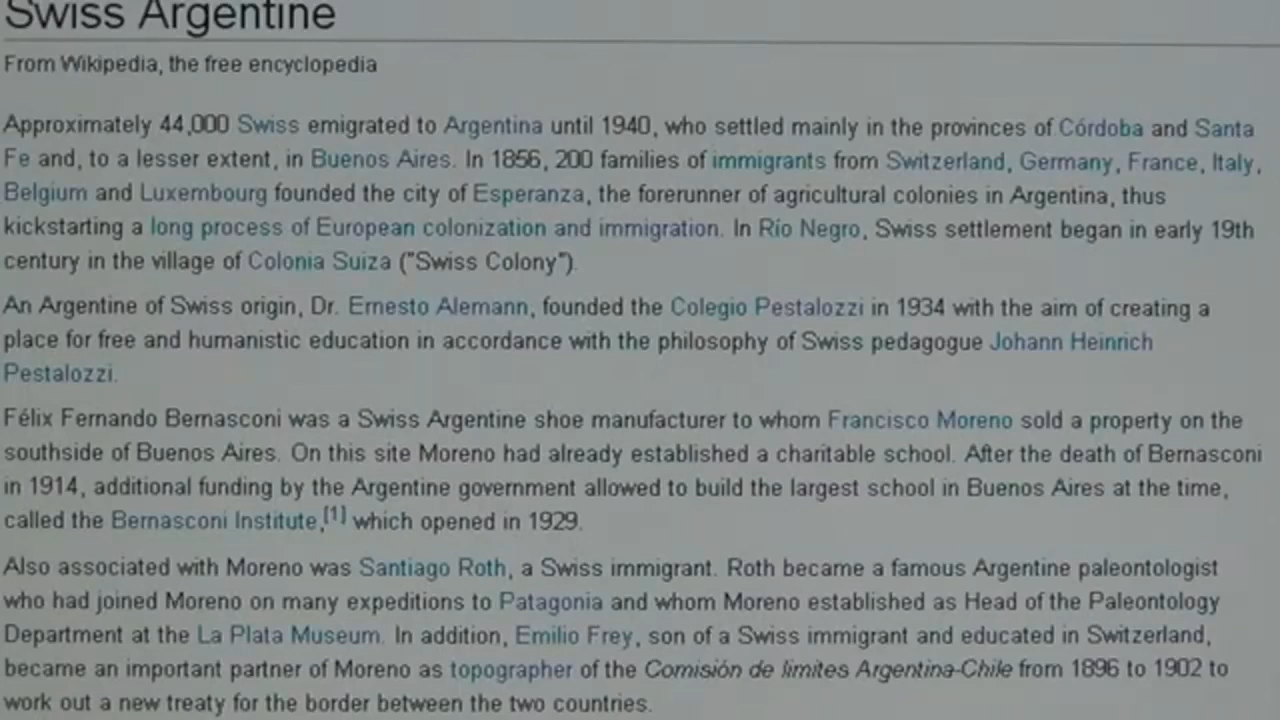 Swiss Argentine
From Wikipedia, the free encyclopedia
Approximately 44,000 Swiss emigrated to Argentina until 1940, who settled mainly in the provinces of Córdoba and Santa
Fe and, to a lesser extent, in Buenos Aires. In 1856, 200 families of immigrants from Switzerland, Germany, France, Italy,
Belgium and Luxembourg founded the city of Esperanza, the forerunner of agricultural colonies in Argentina, thus
kickstarting a long process of European colonization and immigration. In Río Negro, Swiss settlement began in early 19th
century in the village of Colonia Suiza ("Swiss Colony").
An Argentine of Swiss origin, Dr. Ernesto Alemann, founded the Colegio Pestalozzi in 1934 with the aim of creating a
place for free and humanistic education in accordance with the philosophy of Swiss pedagogue Johann Heinrich
Pestalozzi.
Félix Fernando Bernasconi was a Swiss Argentine shoe manufacturer to whom Francisco Moreno sold a property on the
southside of Buenos Aires. On this site Moreno had already established a charitable school. After the death of Bernasconi
in 1914, additional funding by the Argentine government allowed to build the largest school in Buenos Aires at the time,
called the Bernasconi Institute,[1] which opened in 1929.
Also associated with Moreno was Santiago Roth, a Swiss immigrant. Roth became a famous Argentine paleontologist
who had joined Moreno on many expeditions to Patagonia and whom Moreno established as Head of the Paleontology
Department at the La Plata Museum. In addition, Emilio Frey, son of a Swiss immigrant and educated in Switzerland,
became an important partner of Moreno as topographer of the Comisión de limites Argentina-Chile from 1896 to 1902 to
work out a new treaty for the border between the two countries.